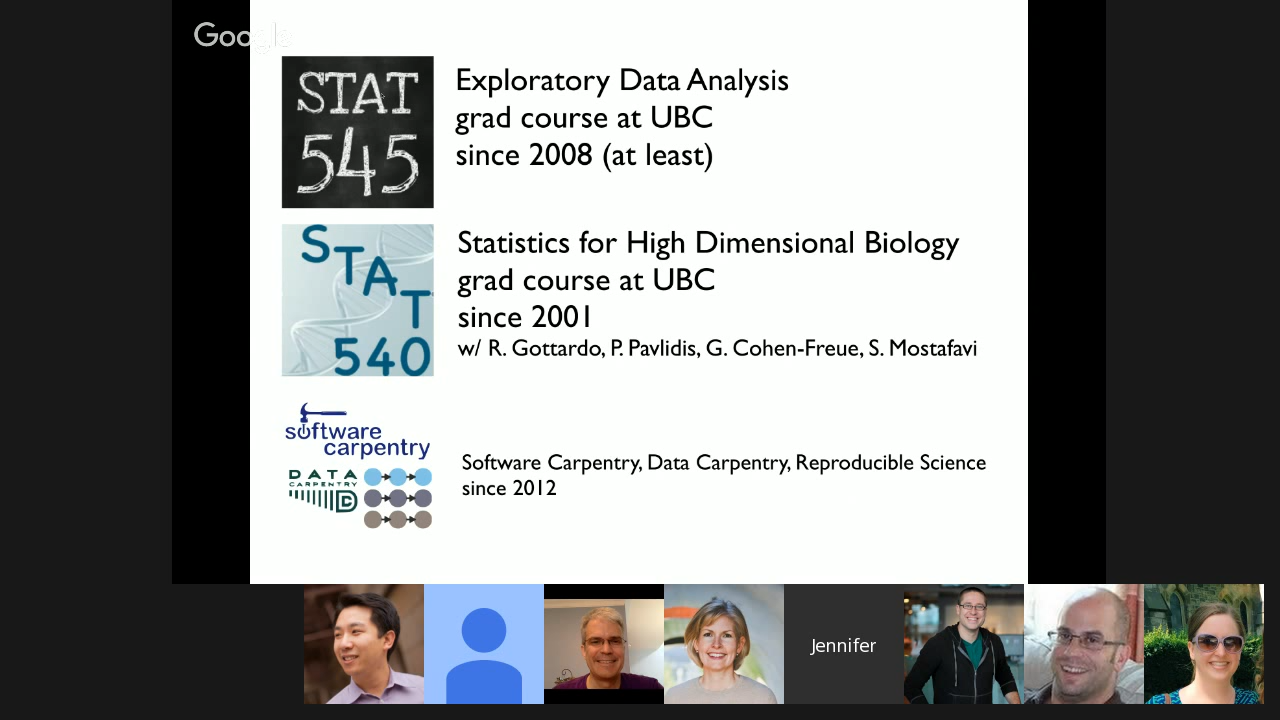 Google
STAT
545
Exploratory Data Analysis
grad course at UBC
since 2008 (at least)
STAT
540
Statistics for High Dimensional Biology
grad course at UBC
since 2001
w/ R. Gottardo, P. Pavlidis, G. Cohen-Freue, S. Mostafavi
software
carpentry
DATA
CARPENTRY
Software Carpentry, Data Carpentry, Reproducible Science
since 2012
Jennifer